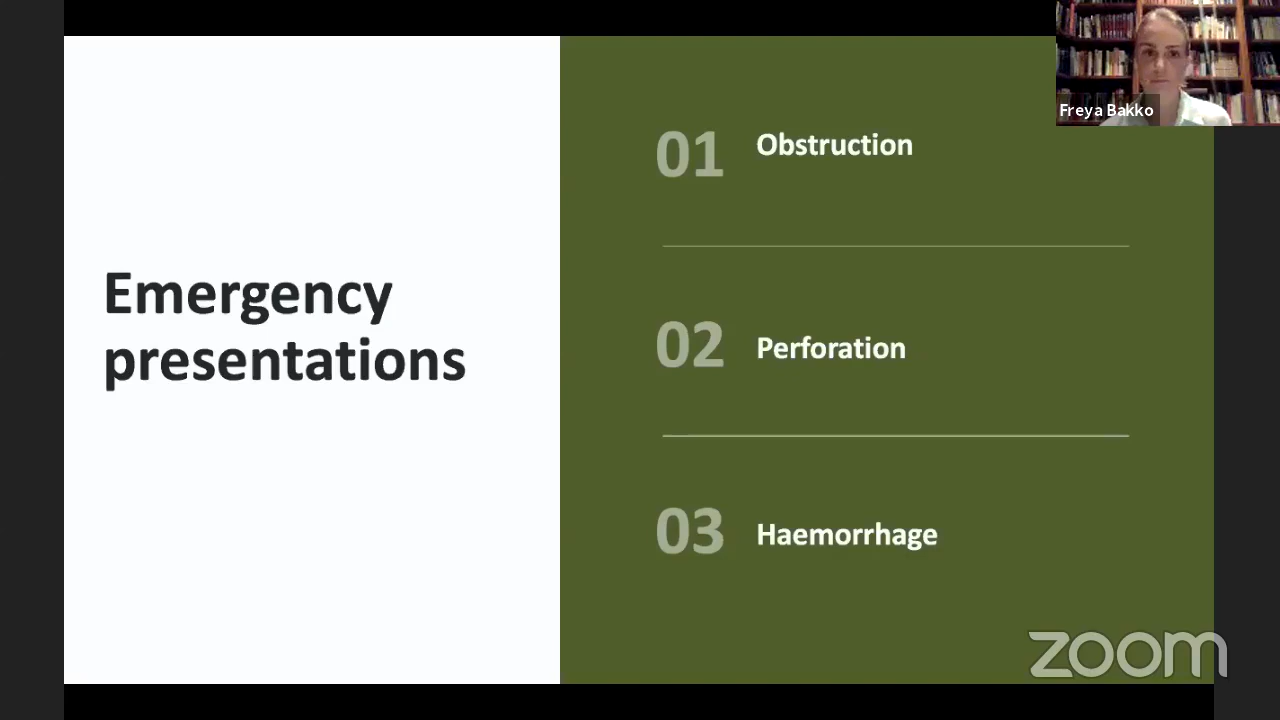 Freya Bakko
Emergency
presentations
01 Obstruction
02 Perforation
03 Haemorrhage
zoom